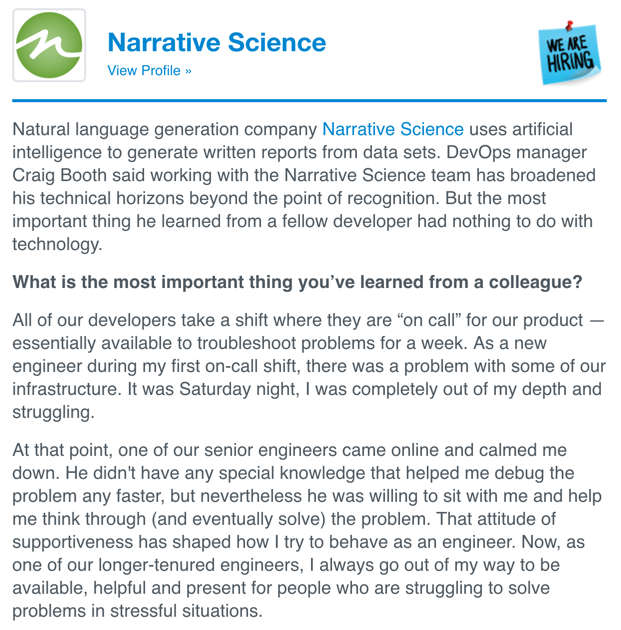 Narrative Science
View Profile »
WE ARE
HIRING
Natural language generation company Narrative Science uses artificial
intelligence to generate written reports from data sets. DevOps manager
Craig Booth said working with the Narrative Science team has broadened
his technical horizons beyond the point of recognition. But the most
important thing he learned from a fellow developer had nothing to do with
technology.
What is the most important thing you’ve learned from a colleague?
All of our developers take a shift where they are “on call” for our product —
essentially available to troubleshoot problems for a week. As a new
engineer during my first on-call shift, there was a problem with some of our
infrastructure. It was Saturday night, I was completely out of my depth and
struggling.
At that point, one of our senior engineers came online and calmed me
down. He didn't have any special knowledge that helped me debug the
problem any faster, but nevertheless he was willing to sit with me and help
me think through (and eventually solve) the problem. That attitude of
supportiveness has shaped how I try to behave as an engineer. Now, as
one of our longer-tenured engineers, I always go out of my way to be
available, helpful and present for people who are struggling to solve
problems in stressful situations.